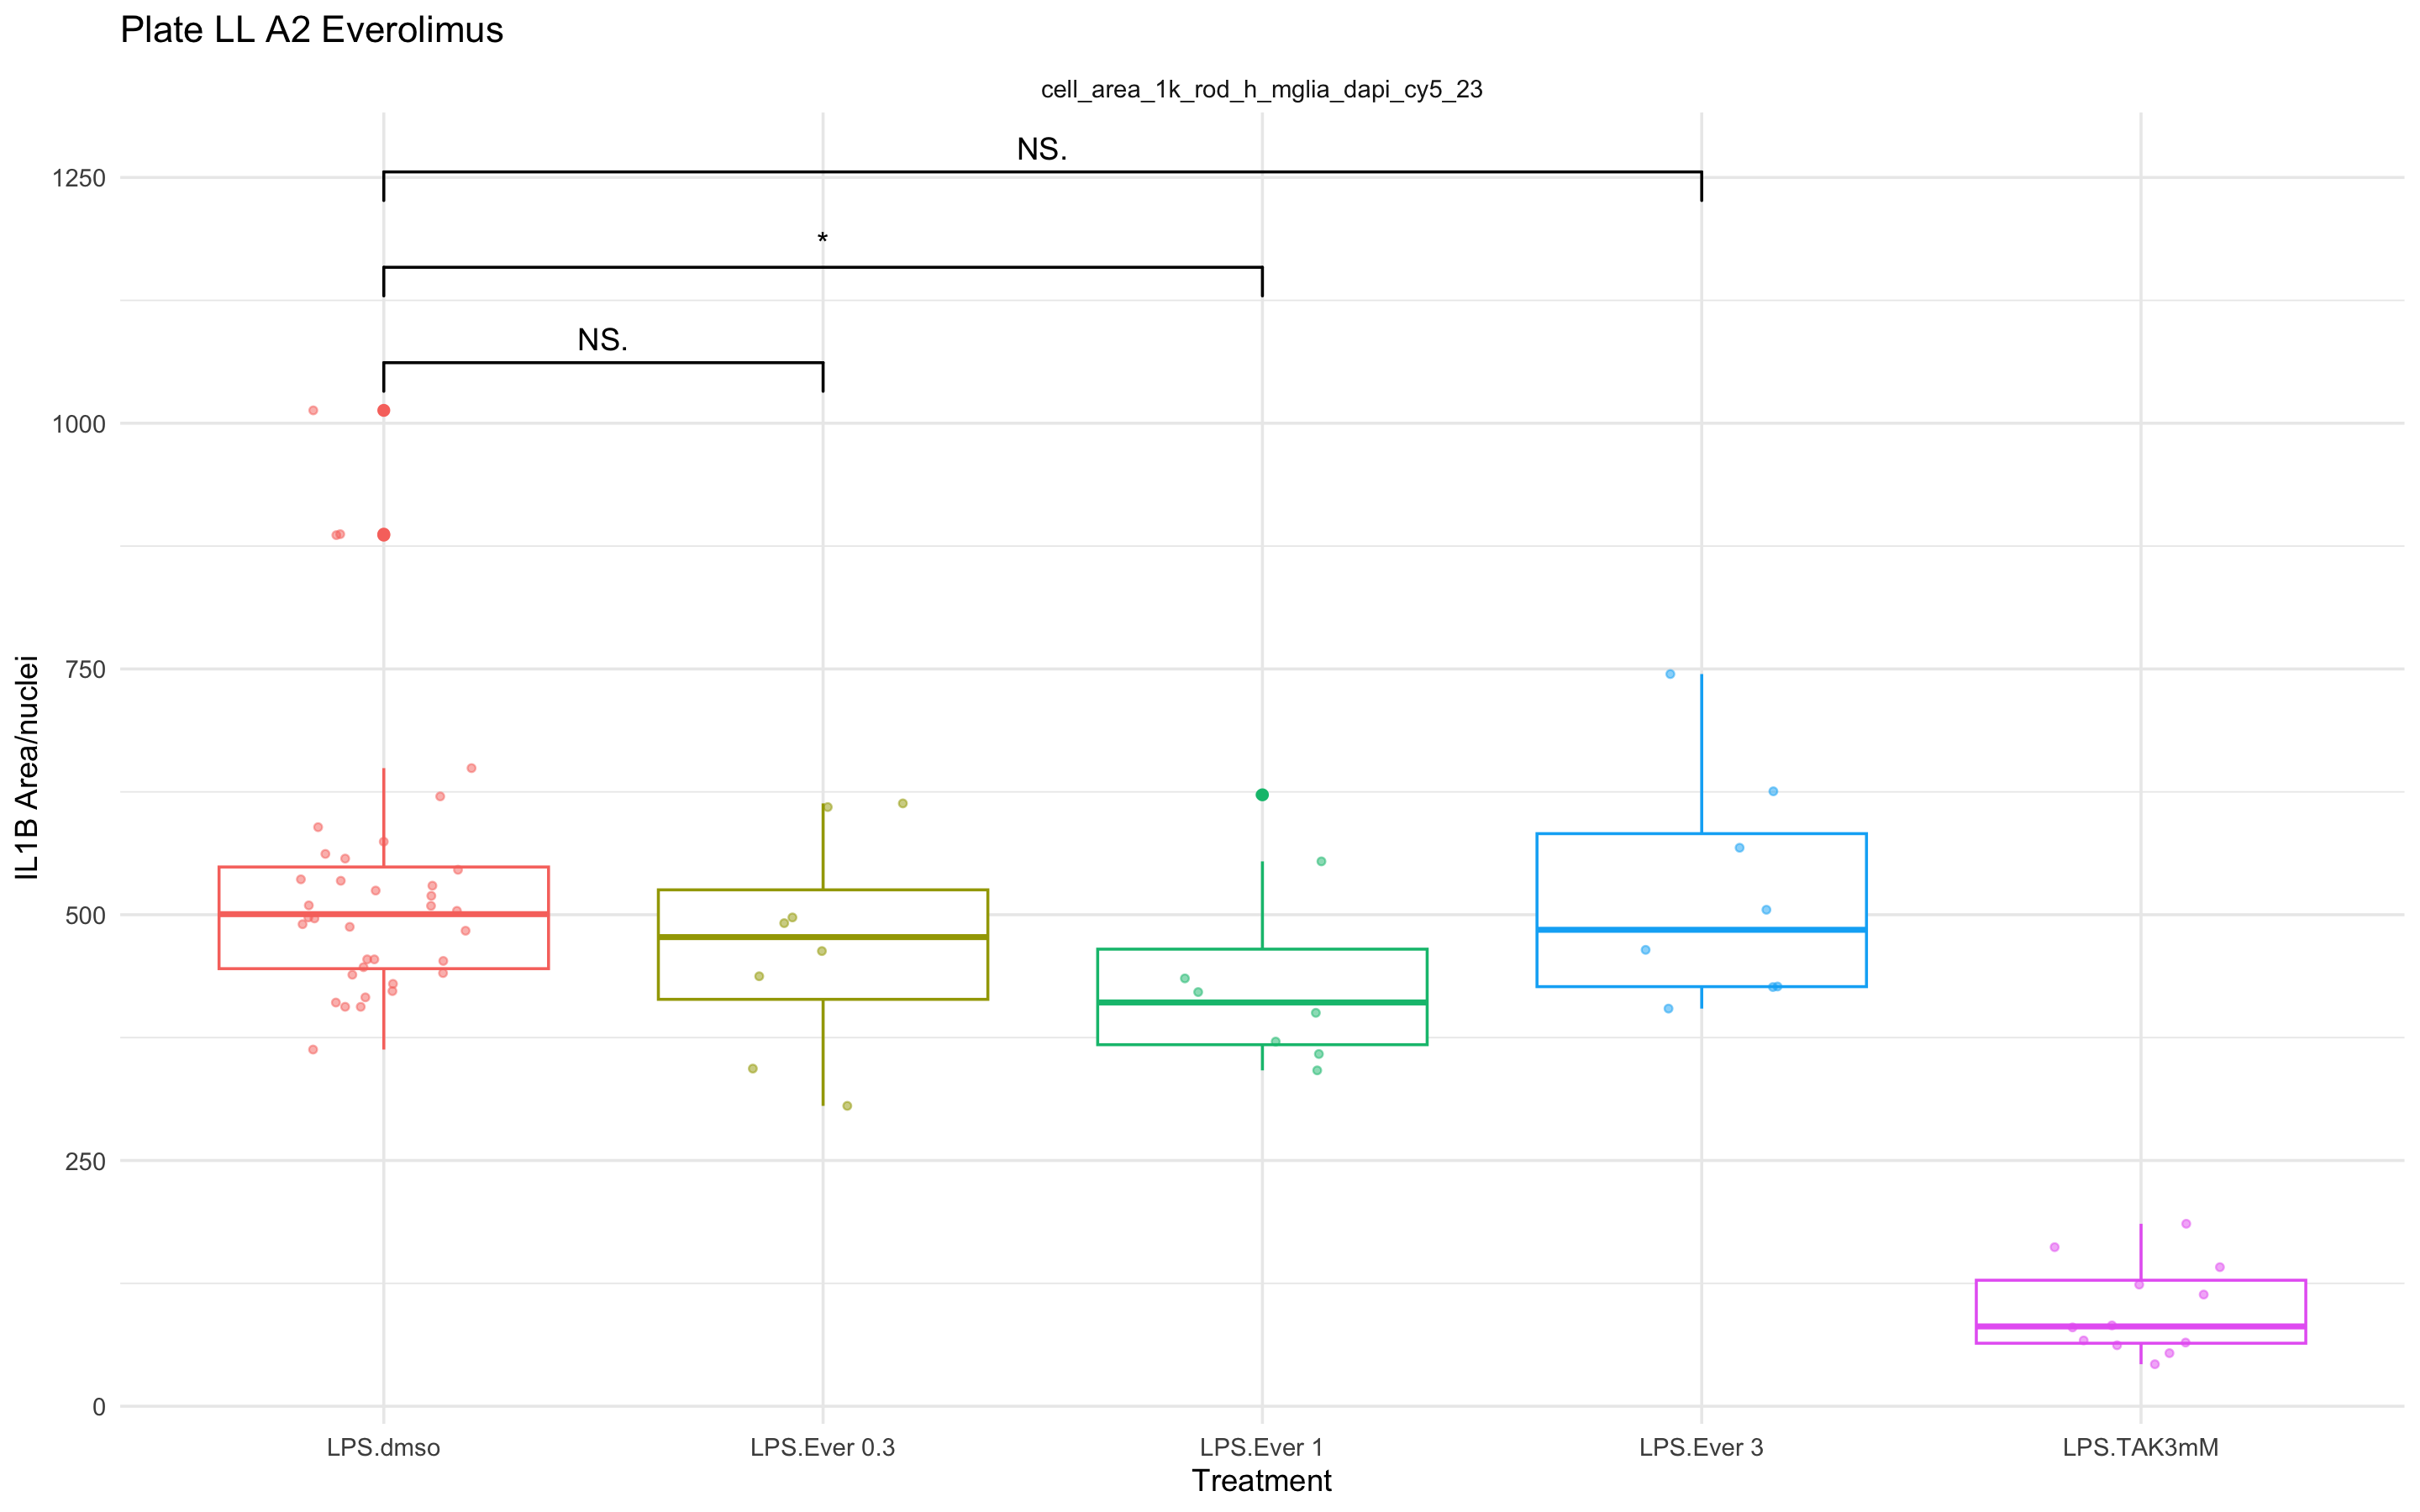 Plate LL A2 Everolimus
cell_area_1k_rod_h_mglia_dapi_cy5_23
NS.
*
NS.
1250
1000
750
500
250
0
IL1B Area/nuclei
LPS.dmso
LPS.Ever 0.3
LPS.Ever 1
LPS.Ever 3
LPS.TAK3mM
Treatment